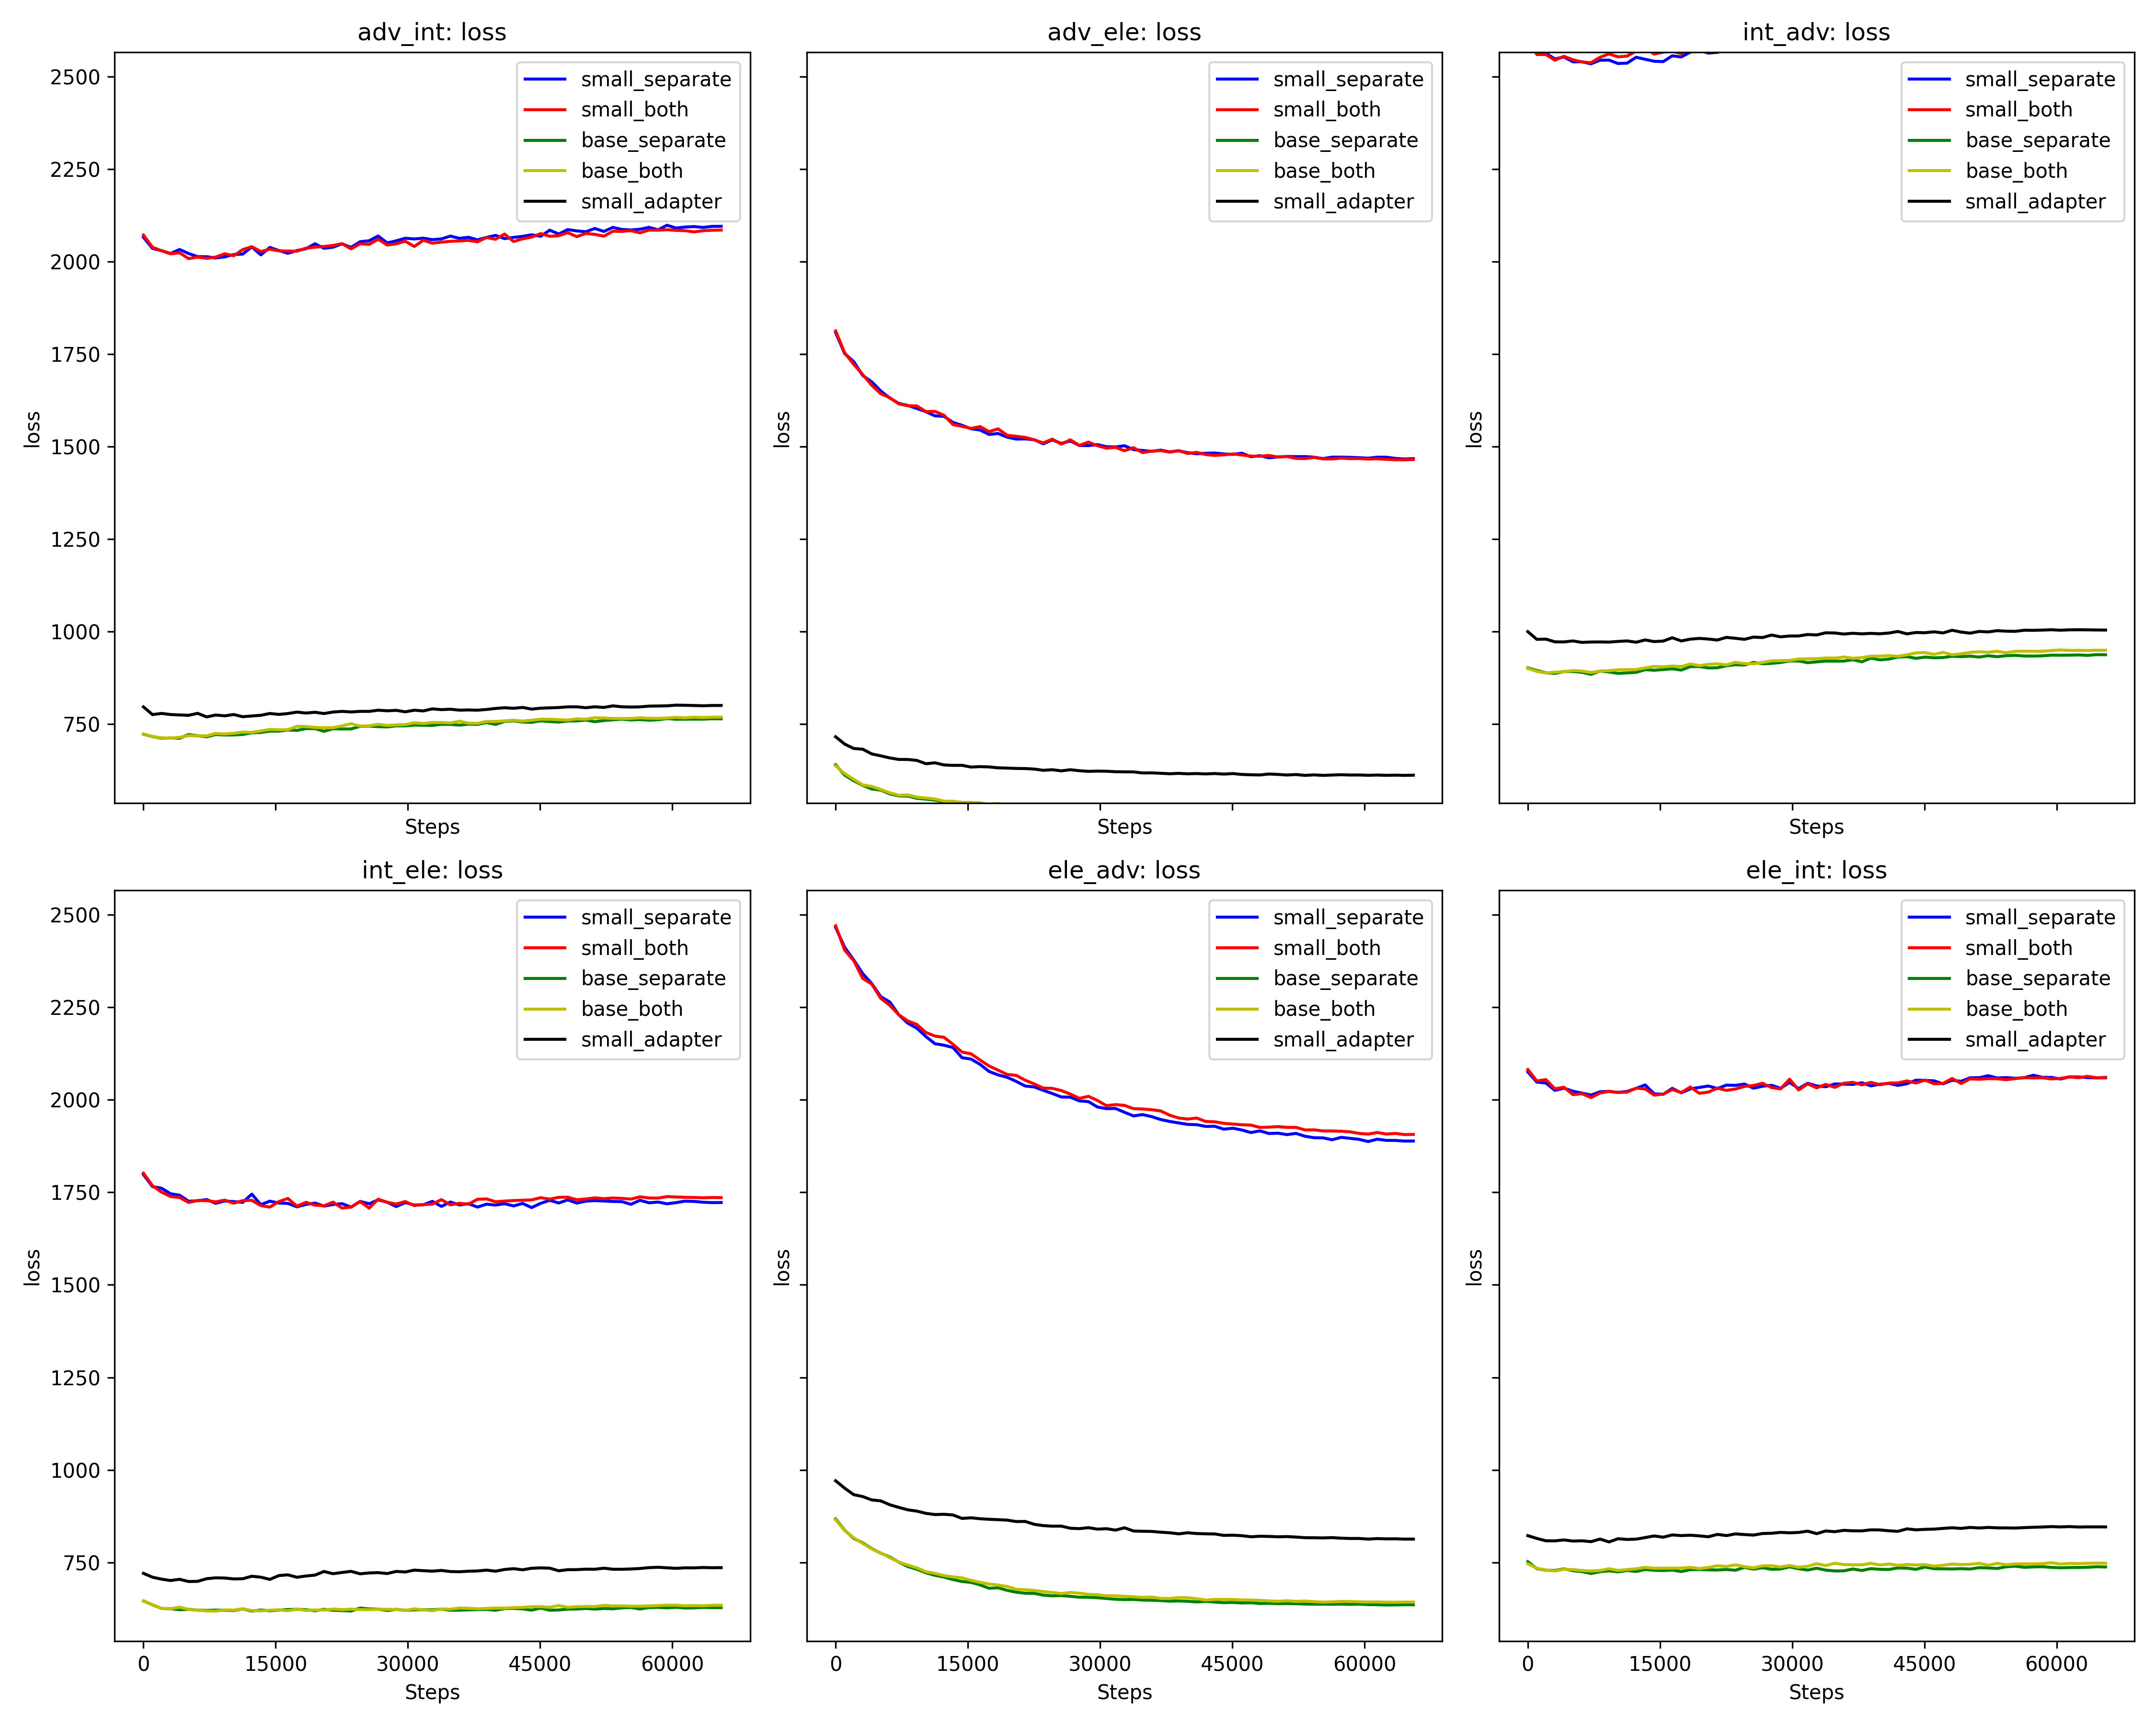 adv_int: loss
adv_ele: loss
int_adv: loss
2500
2250
2000
1750
1500
1250
1000
750
loss
loss
loss
small_separate
small_both
base_separate
base_both
small_adapter
small_separate
small_both
base_separate
base_both
small_adapter
small_separate
small_both
base_separate
base_both
small_adapter
Steps
Steps
Steps
int_ele: loss
ele_adv: loss
ele_int: loss
2500
2250
2000
1750
1500
1250
1000
750
loss
loss
loss
small_separate
small_both
base_separate
base_both
small_adapter
small_separate
small_both
base_separate
base_both
small_adapter
small_separate
small_both
base_separate
base_both
small_adapter
0 15000 30000 45000 60000
0 15000 30000 45000 60000
0 15000 30000 45000 60000
Steps
Steps
Steps